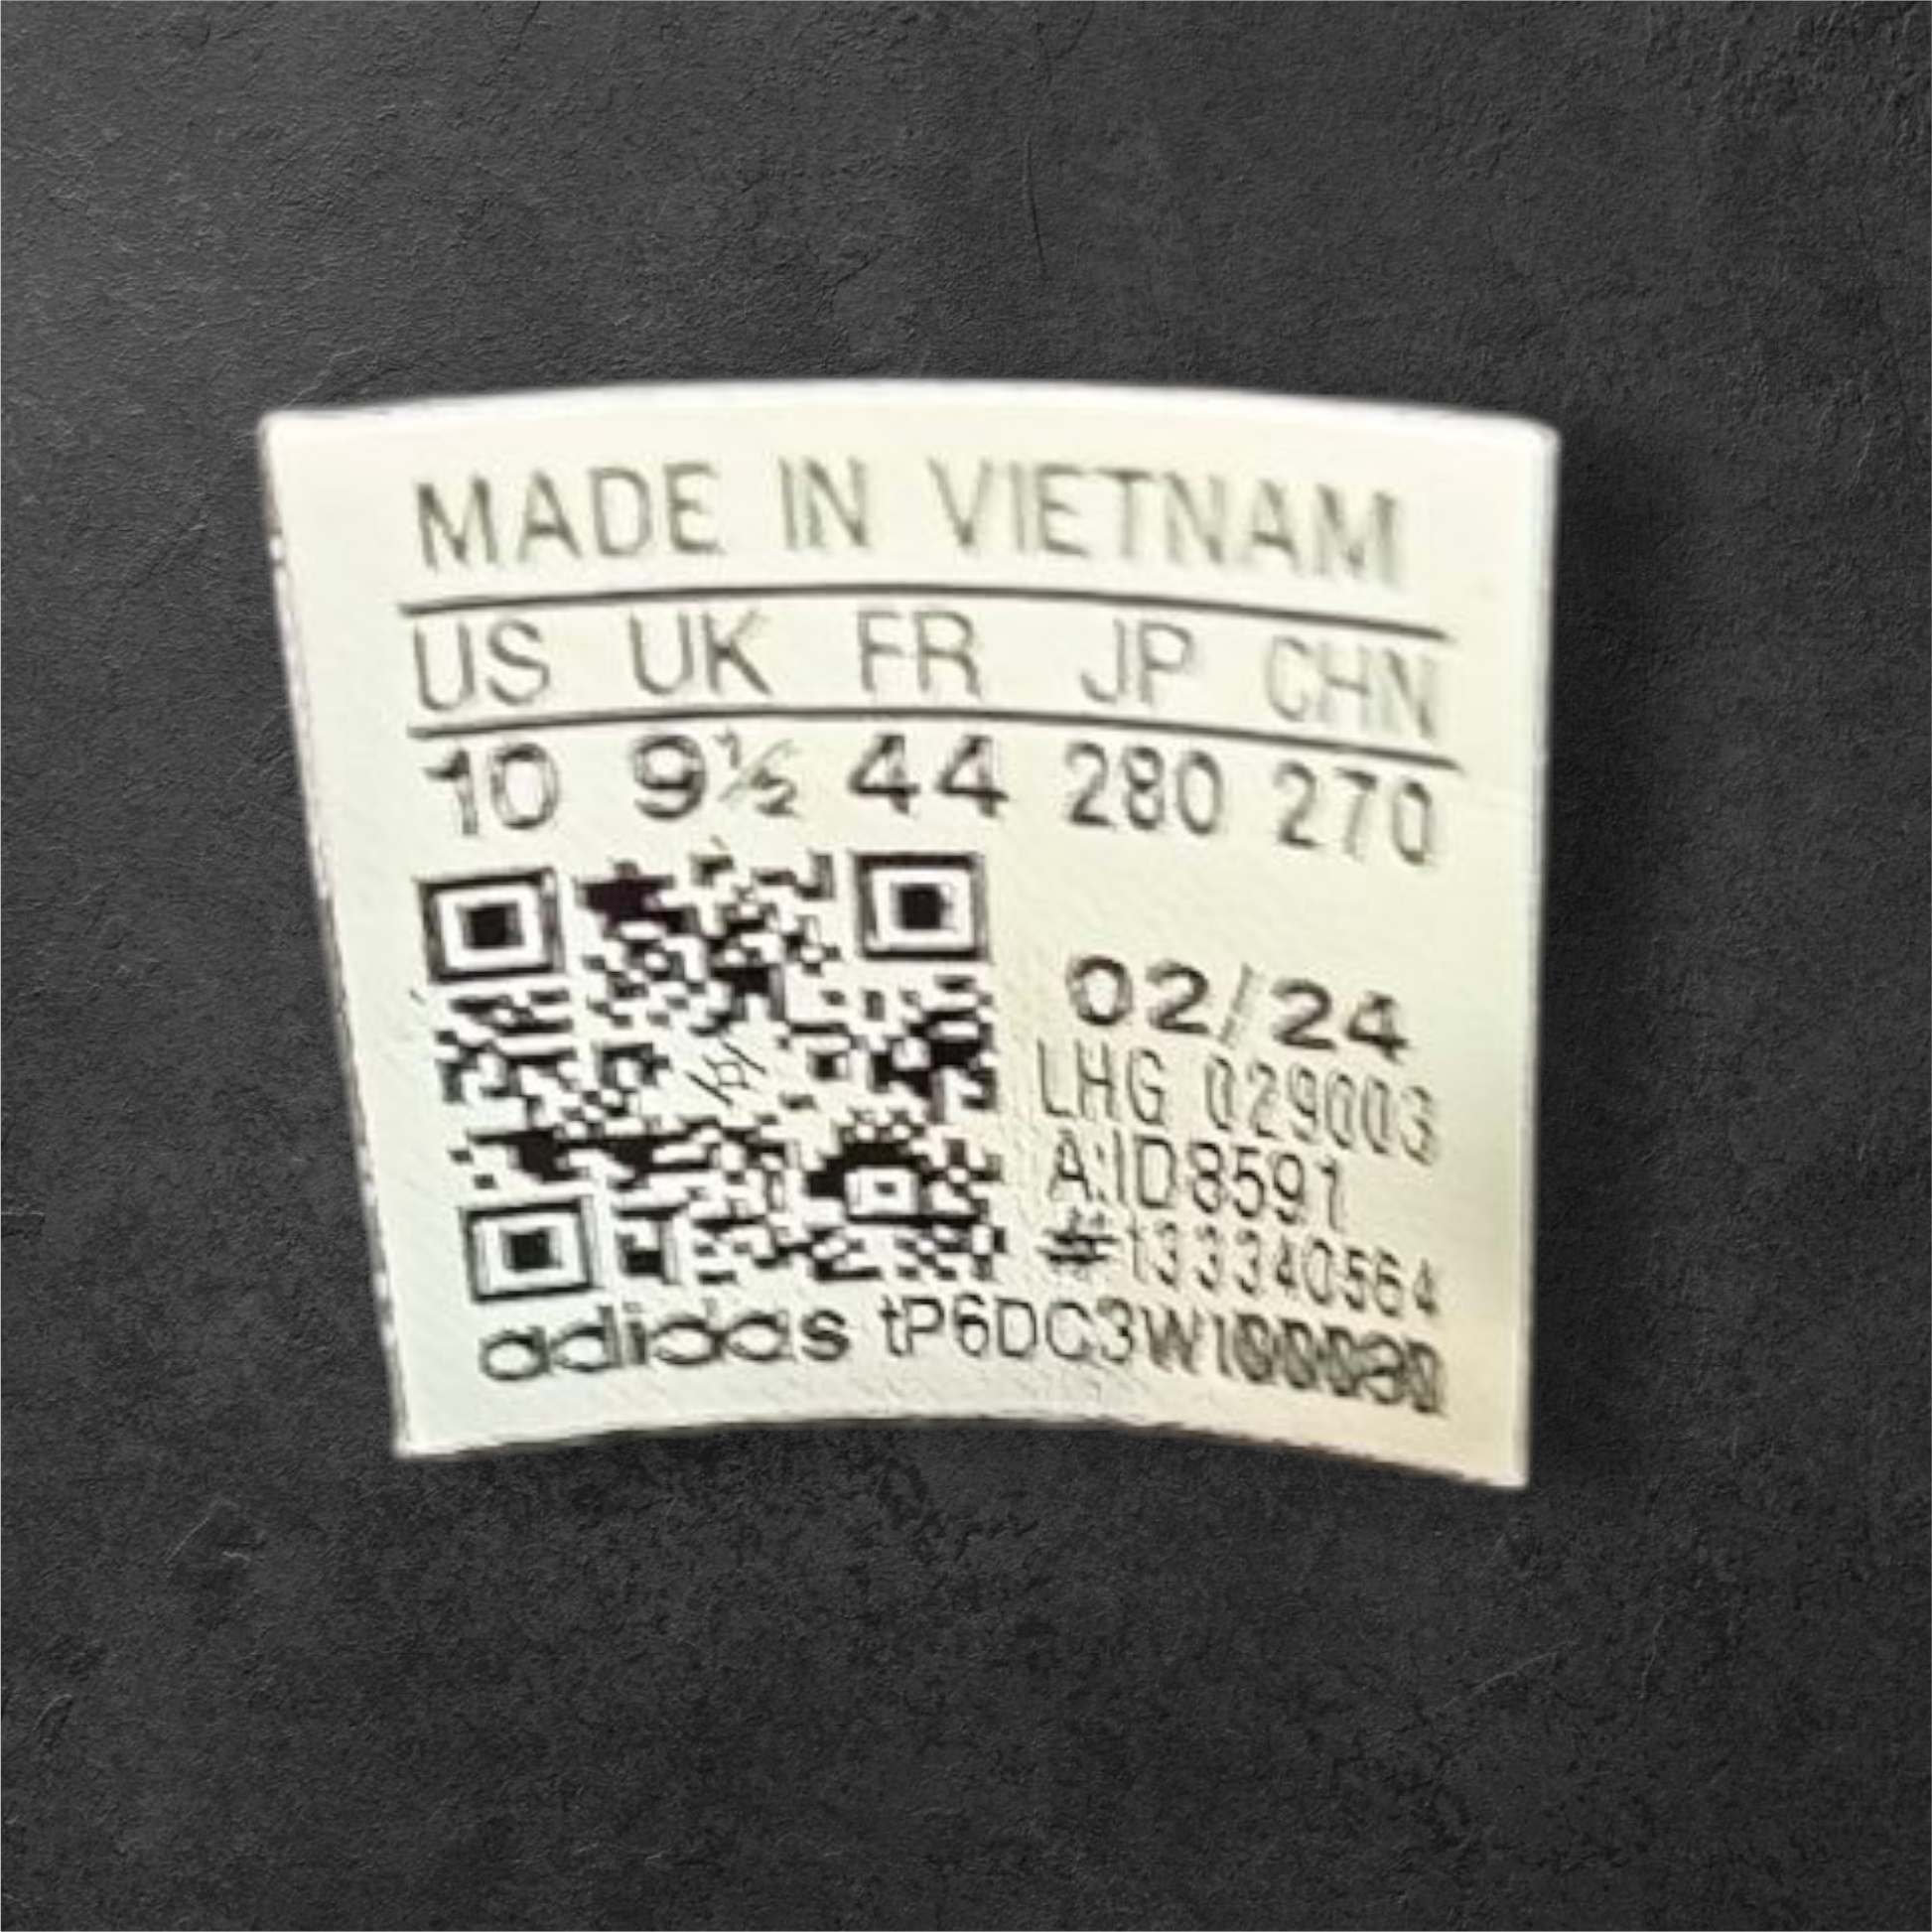 MADE IN VIETNAM
US UK FR JP CHN
10 9½ 44 280 270
02/24
LHG 029003
A:ID8591
#133340564
adidas